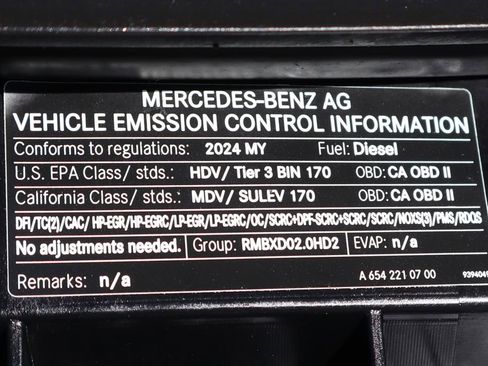 MERCEDES-BENZ AG
VEHICLE EMISSION CONTROL INFORMATION
Conforms to regulations: 2024 MY Fuel: Diesel
U.S. EPA Class/ stds.: HDV/ Tier 3 BIN 170 OBD: CA OBD II
California Class/ stds.: MDV/ SULEV 170 OBD: CA OBD II
DFI/TC(2)/CAC/ HP-EGR/HP-EGRC/LP-EGR/LP-EGRC/OC/SCRC+DPF-SCRC+SCRC/SCRC/NOXS(3)/PMS/RDQS
No adjustments needed. Group: RMBXD02.0HD2 EVAP: n/a
Remarks: n/a A 654 221 07 00